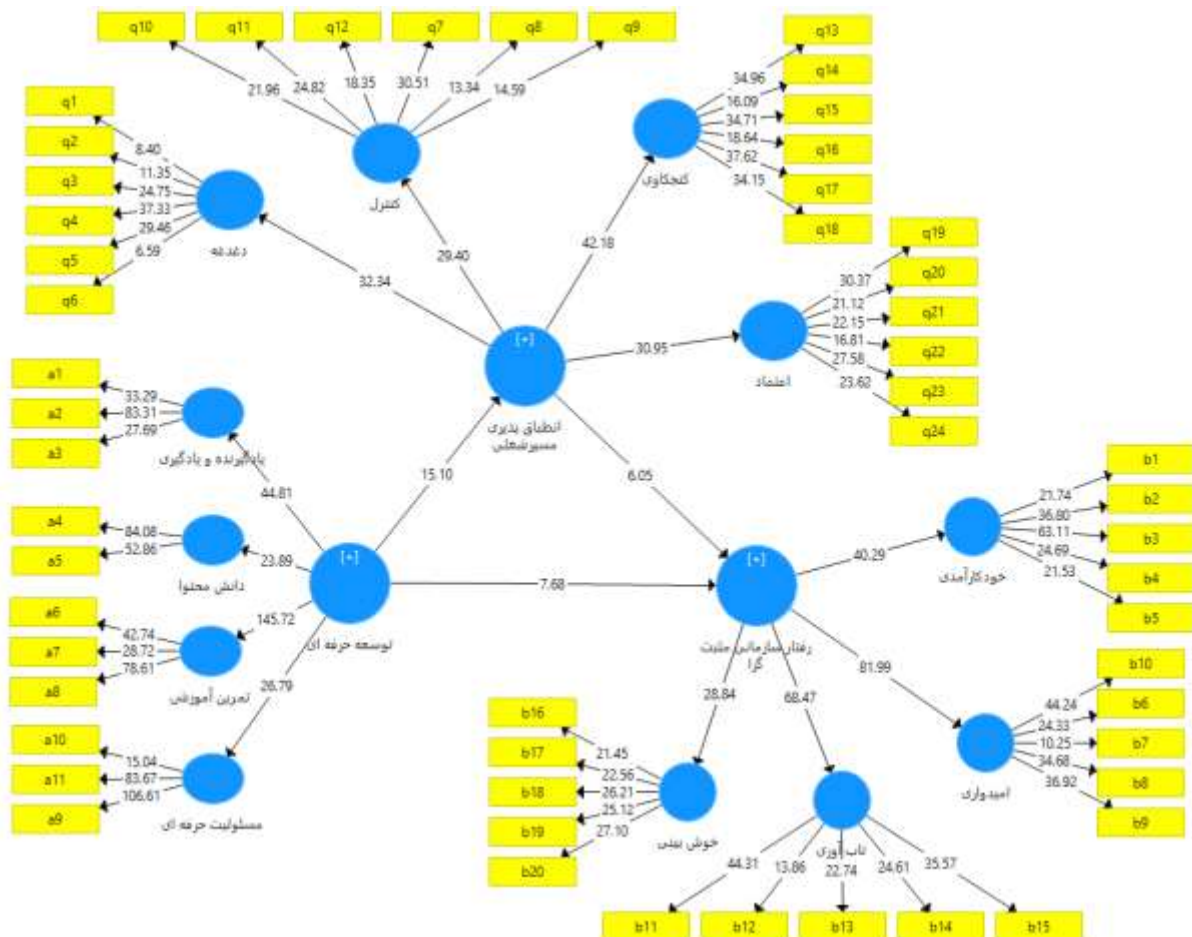 q10
q11
q12
q7
q8
q9
21.96
24.82
18.35
30.51
13.34
14.59
کنترل
q13
q14
q15
q16
q17
q18
34.96
16.09
34.71
18.64
37.62
34.15
کنجکاوی
q1
q2
q3
q4
q5
q6
8.40
11.35
24.75
37.33
29.46
6.59
دغدغه
q19
q20
q21
q22
q23
q24
30.37
21.12
22.15
16.81
27.58
23.62
اعتماد
32.34
29.40
42.18
30.95
[+]
انطباق پذیری
مسیرشغلی
a1
a2
a3
33.29
83.31
27.69
یادگیرنده و یادگیری
44.81
15.10
6.05
a4
a5
84.08
52.86
دانش محتوا
23.89
[+]
توسعه حرفه ای
7.68
a6
a7
a8
42.74
28.72
78.61
تمرین آموزشی
145.72
a10
a11
a9
15.04
83.67
106.61
مسئولیت حرفه ای
26.79
[+]
رفتار سازمانی مثبت
گرا
40.29
81.99
28.84
68.47
b1
b2
b3
b4
b5
21.74
36.80
63.11
24.69
21.53
خودکارآمدی
b10
b6
b7
b8
b9
44.24
24.33
10.25
34.68
36.92
امیدواری
b16
b17
b18
b19
b20
21.45
22.56
26.21
25.12
27.10
خوش بینی
تاب آوری
44.31
13.86
22.74
24.61
35.57
b11
b12
b13
b14
b15